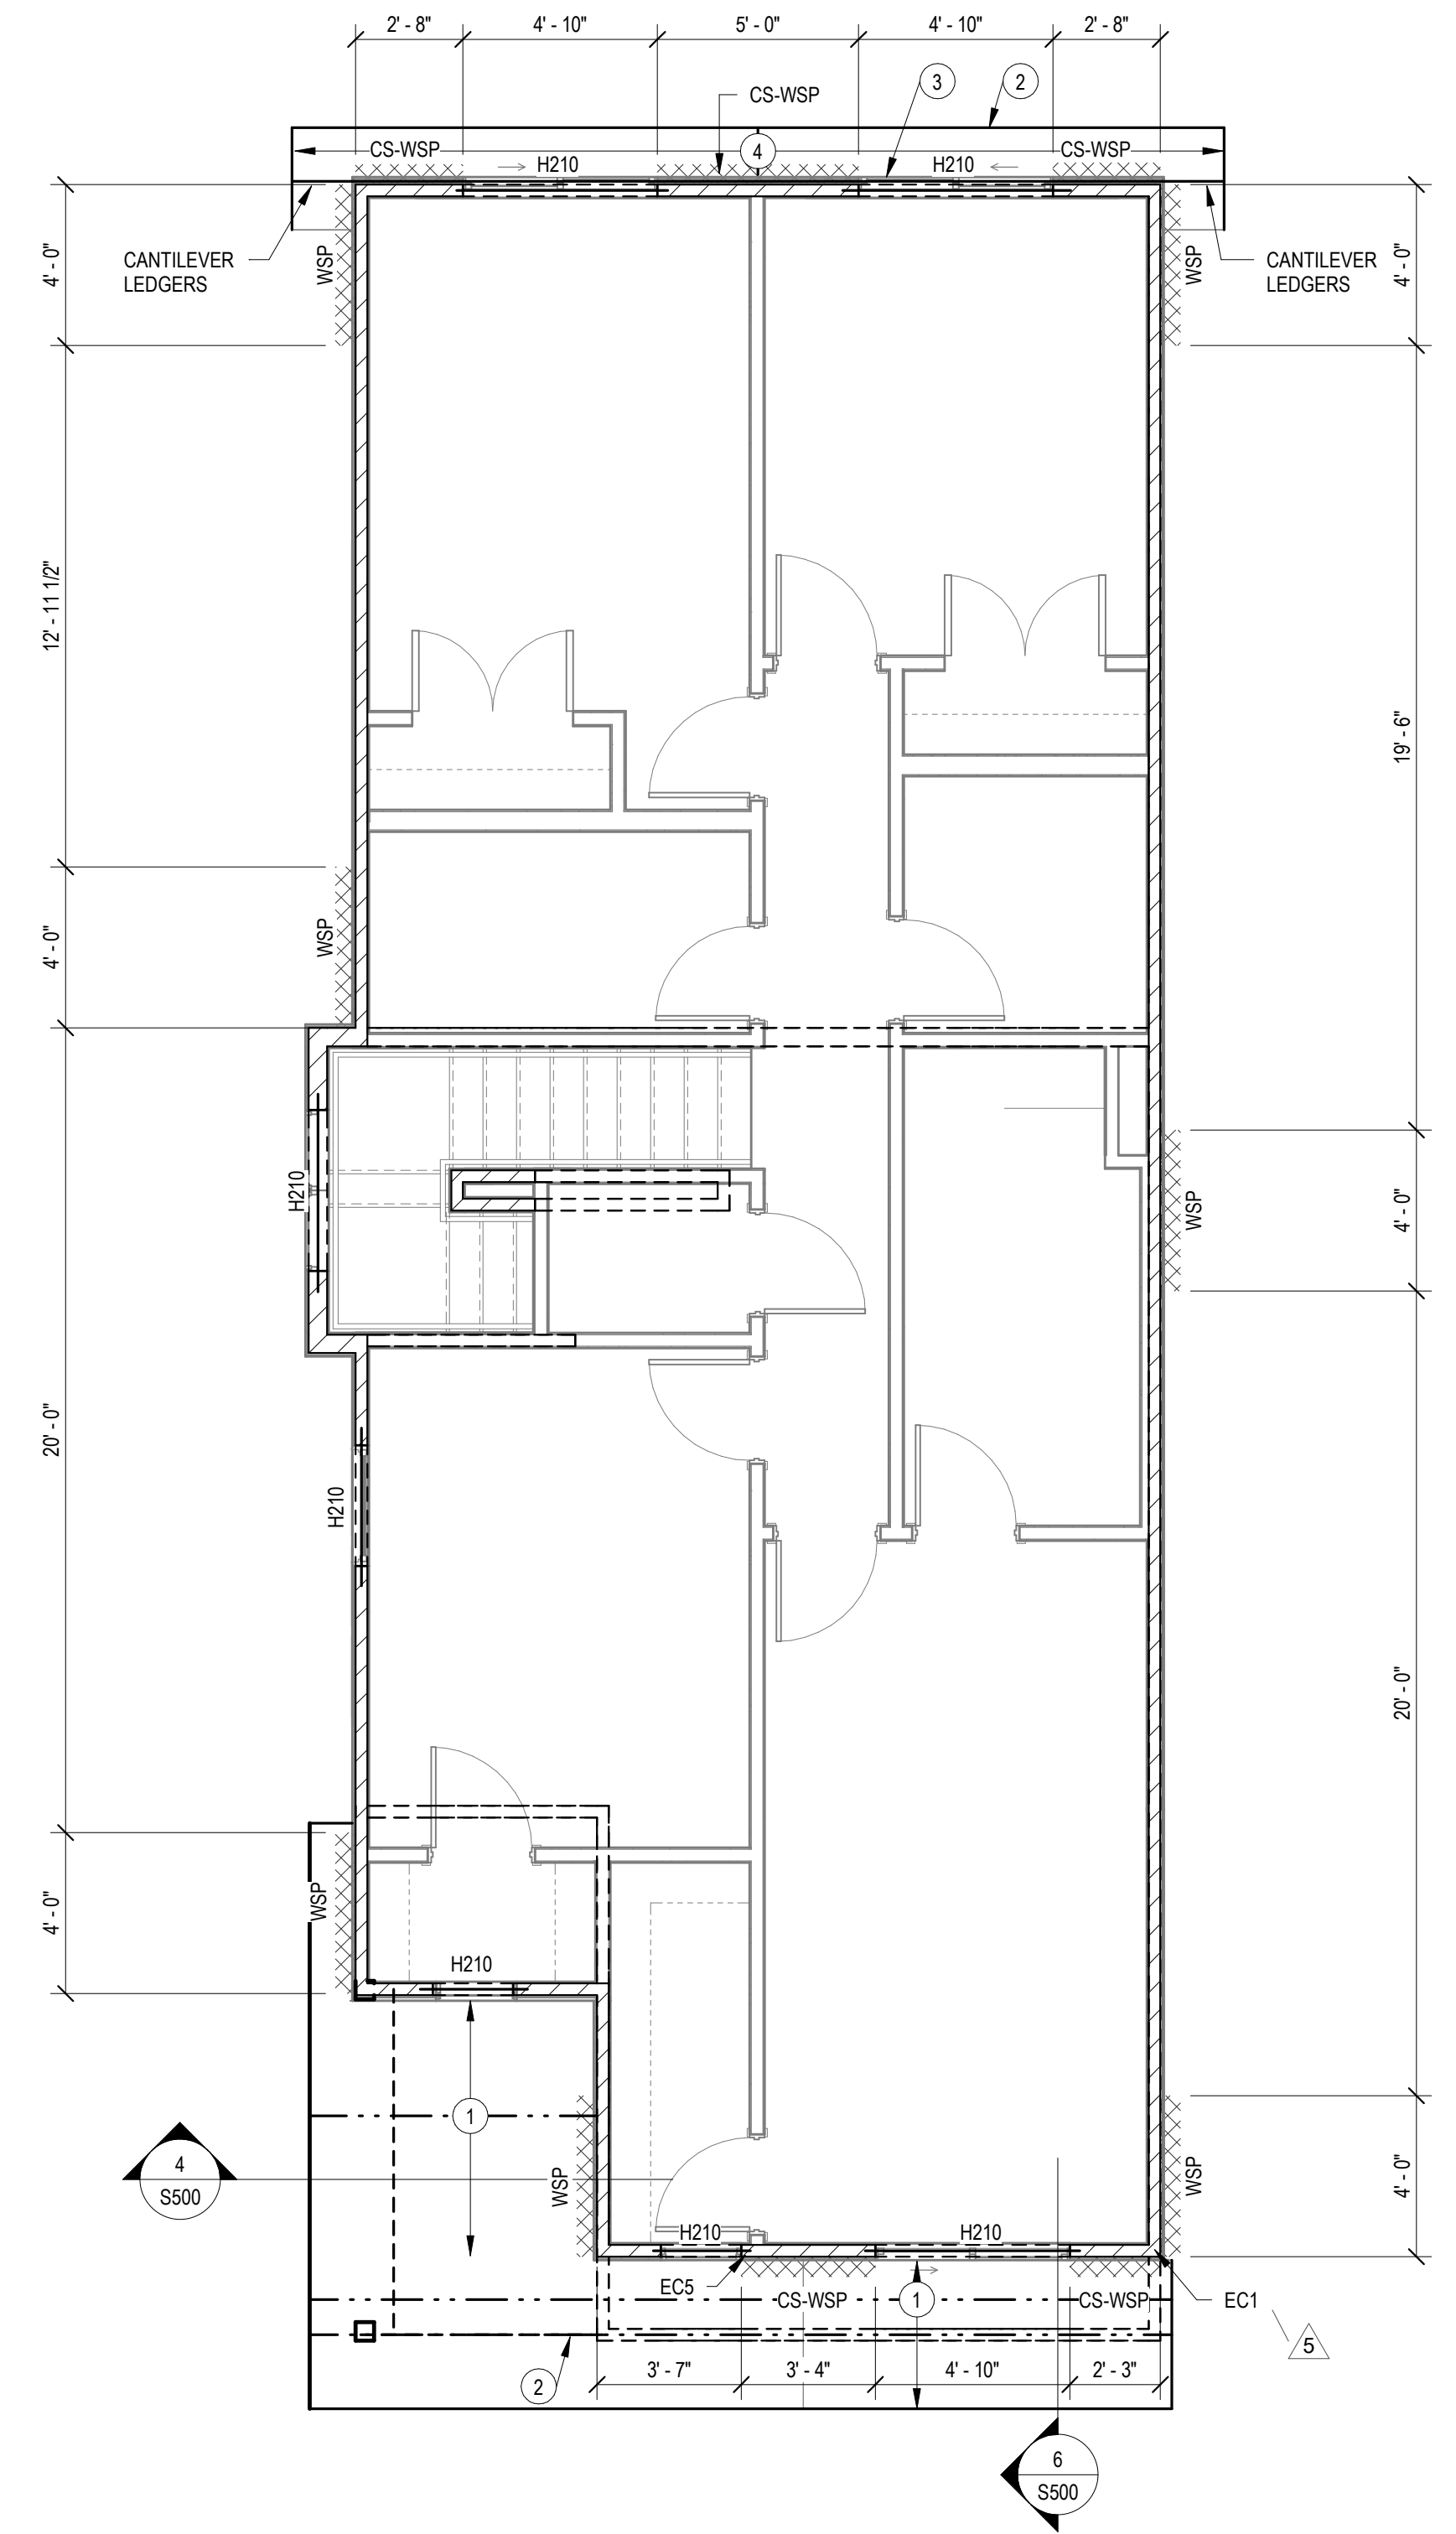 2' - 8"
4' - 10"
5' - 0"
4' - 10"
2' - 8"
3
2
CS-WSP
CS-WSP
4
CS-WSP
H210
H210
WSP
WSP
4' - 0"
4' - 0"
CANTILEVER
LEDGERS
CANTILEVER
LEDGERS
12' - 11 1/2"
19' - 6"
4' - 0"
WSP
H210
WSP
4' - 0"
20' - 0"
H210
20' - 0"
4' - 0"
WSP
H210
1
4
S500
WSP
WSP
4' - 0"
H210
H210
EC5
CS-WSP
1
CS-WSP
EC1
5
2
3' - 7"
3' - 4"
4' - 10"
2' - 3"
6
S500